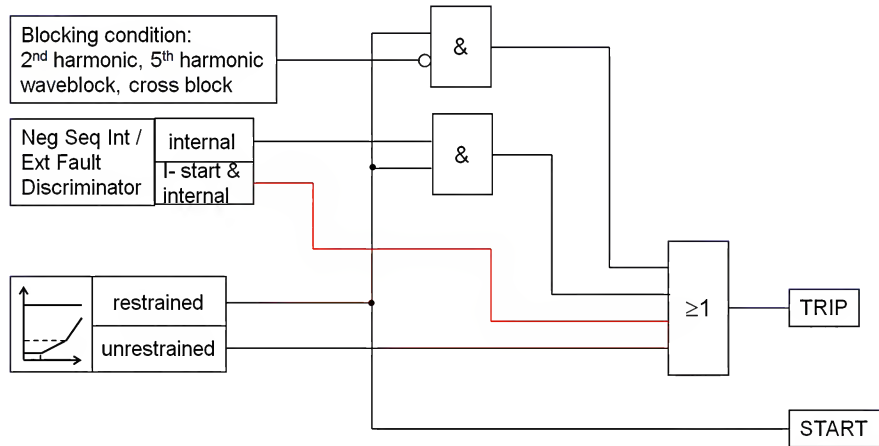 Blocking condition:
2nd harmonic, 5th harmonic
waveblock, cross block
&
Neg Seq Int /
Ext Fault
Discriminator
internal
I- start &
internal
&
restrained
unrestrained
≥1
TRIP
START